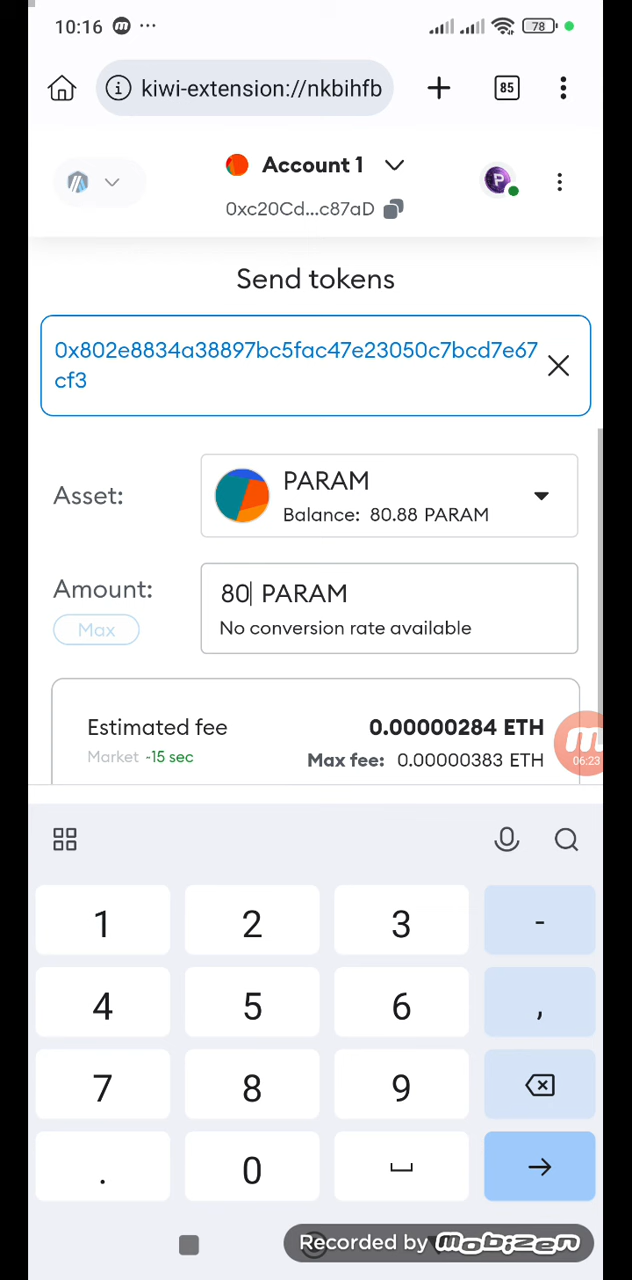 10:16
78
kiwi-extension://nkbihfb
85
Account 1
0xc20Cd...c87aD
P
Send tokens
0x802e8834a38897bc5fac47e23050c7bcd7e67
cf3
Asset:
PARAM
Balance: 80.88 PARAM
Amount:
80 PARAM
Max
No conversion rate available
Estimated fee
0.00000284 ETH
Market ~15 sec
Max fee: 0.00000383 ETH
06:23
1 2 3 -
4 5 6 ,
7 8 9
. 0
Recorded by mobizen